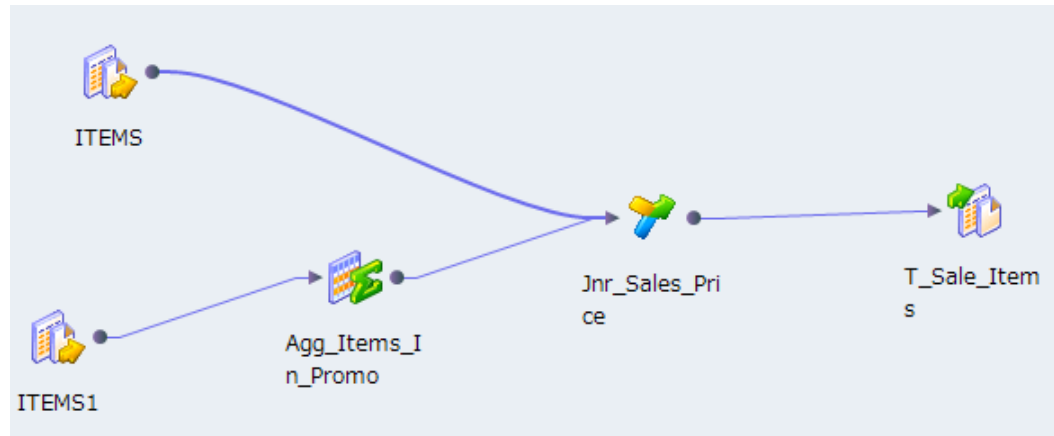 ITEMS
Jnr_Sales_Pri
ce
T_Sale_Item
s
Agg_Items_I
n_Promo
ITEMS1